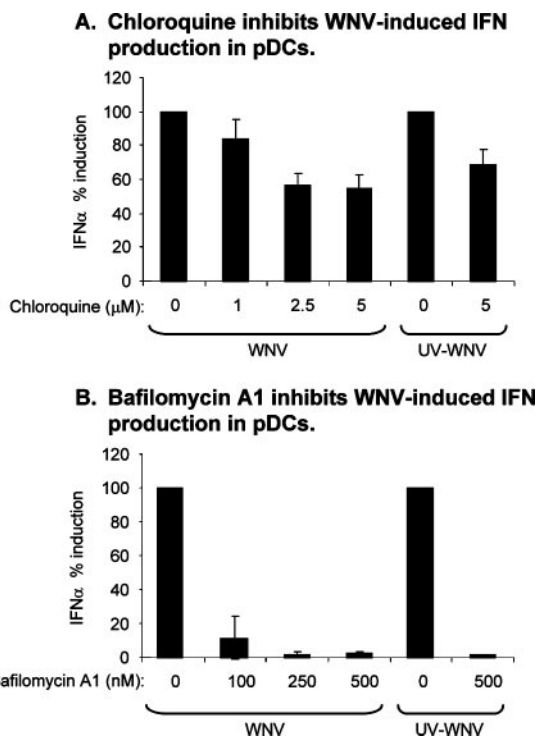 A. Chloroquine inhibits WNV-induced IFN
production in pDCs.
120
100
80
60
40
20
0
IFNα % induction
Chloroquine (μM): 0 1 2.5 5 0 5
WNV UV-WNV
B. Bafilomycin A1 inhibits WNV-induced IFN
production in pDCs.
120
100
80
60
40
20
0
IFNα % induction
afilomycin A1 (nM): 0 100 250 500 0 500
WNV UV-WNV